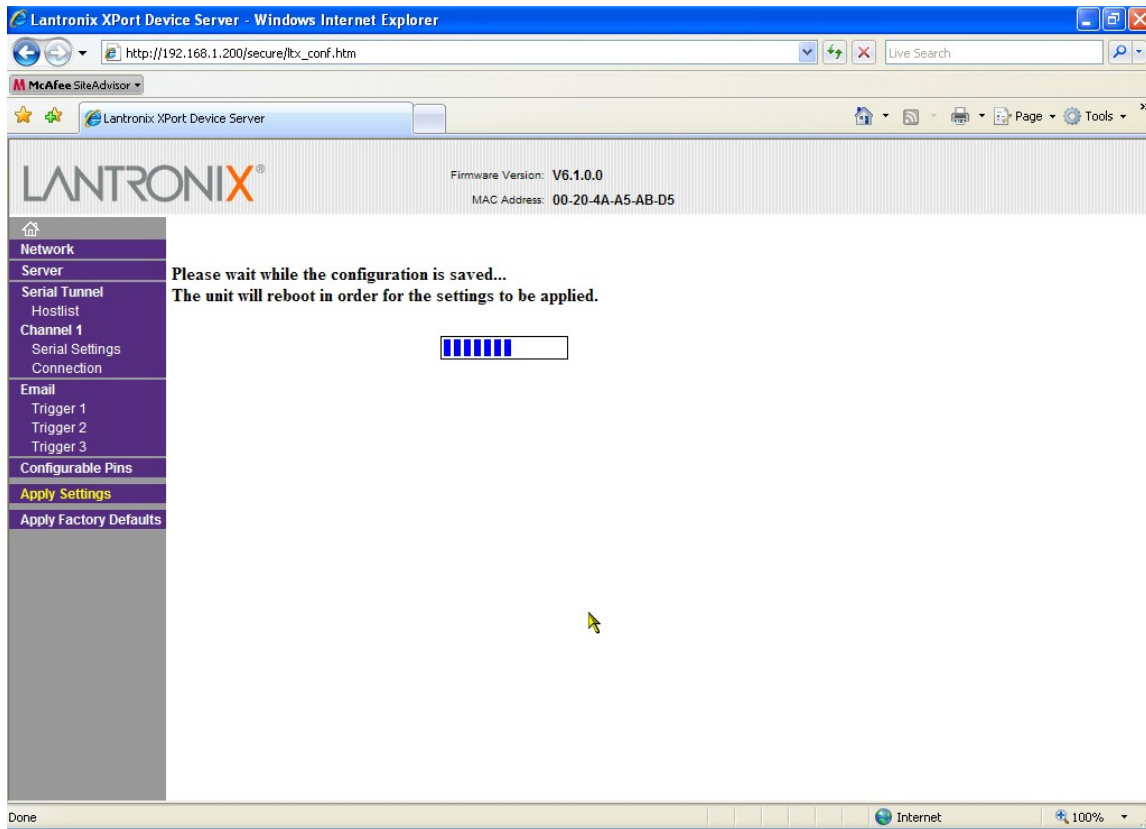 Lantronix XPort Device Server - Windows Internet Explorer
http://192.168.1.200/secure/ltx_conf.htm
Live Search
McAfee SiteAdvisor
Lantronix XPort Device Server
Page
Tools
LANTRONIX®
Firmware Version: V6.1.0.0
MAC Address: 00-20-4A-A5-AB-D5
Network
Server
Serial Tunnel
Hostlist
Channel 1
Serial Settings
Connection
Email
Trigger 1
Trigger 2
Trigger 3
Configurable Pins
Apply Settings
Apply Factory Defaults
Please wait while the configuration is saved...
The unit will reboot in order for the settings to be applied.
Done
Internet
100%